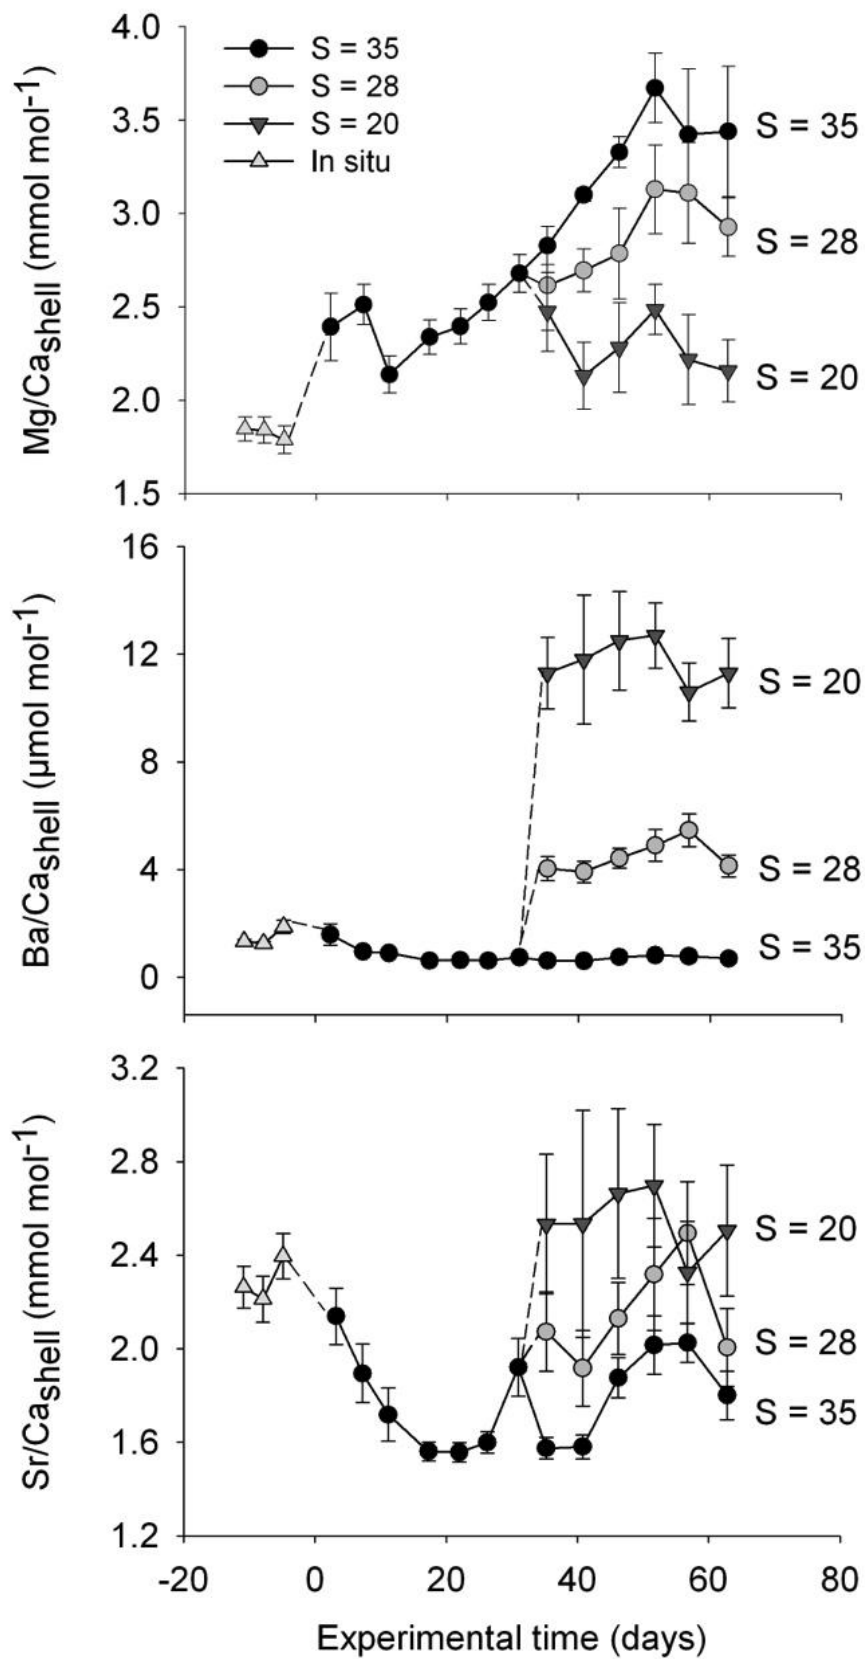 Mg/Ca_shell (mmol mol⁻¹)
4.0
3.5
3.0
2.5
2.0
1.5
S = 35
S = 28
S = 20
In situ
S = 35
S = 28
S = 20
Ba/Ca_shell (µmol mol⁻¹)
16
12
8
4
0
S = 20
S = 28
S = 35
Sr/Ca_shell (mmol mol⁻¹)
3.2
2.8
2.4
2.0
1.6
1.2
S = 20
S = 28
S = 35
-20 0 20 40 60 80
Experimental time (days)